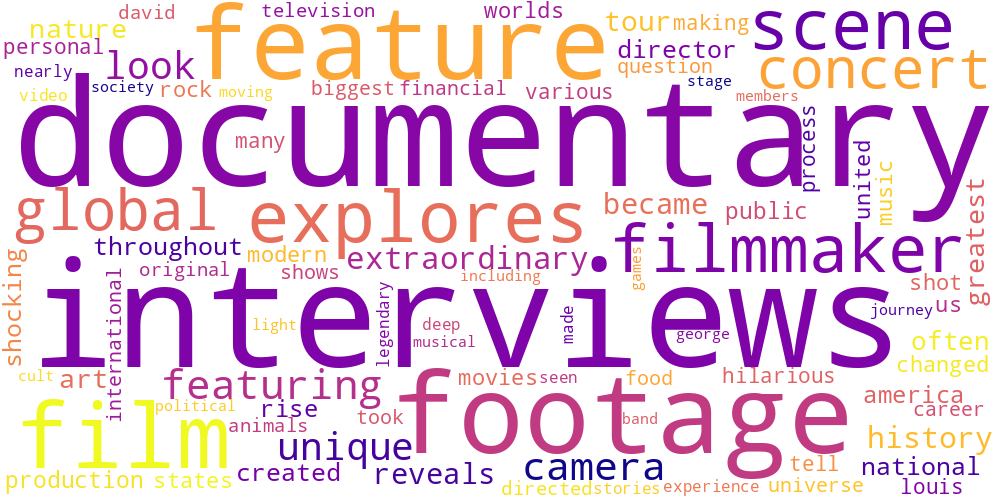 david
television
worlds
feature
tour
making
scene
nature
personal
look
director
concert
nearly
society
rock
moving
biggest
financial
various
question
stage
video
members
documentary
many
process
united
music
global
explores
became
public
greatest
throughout
modern
extraordinary
filmmaker
shocking
original
shows
including
games
shot
us
international
interviews
light
legendary
deep
musical
made
george
journey
often
changed
cult
art
featuring
movies
seen
food
hilarious
america
career
film
political
rise
animals
took
footage
band
history
unique
camera
tell
national
production
states
created
reveals
directed
stories
experience
universe
louis